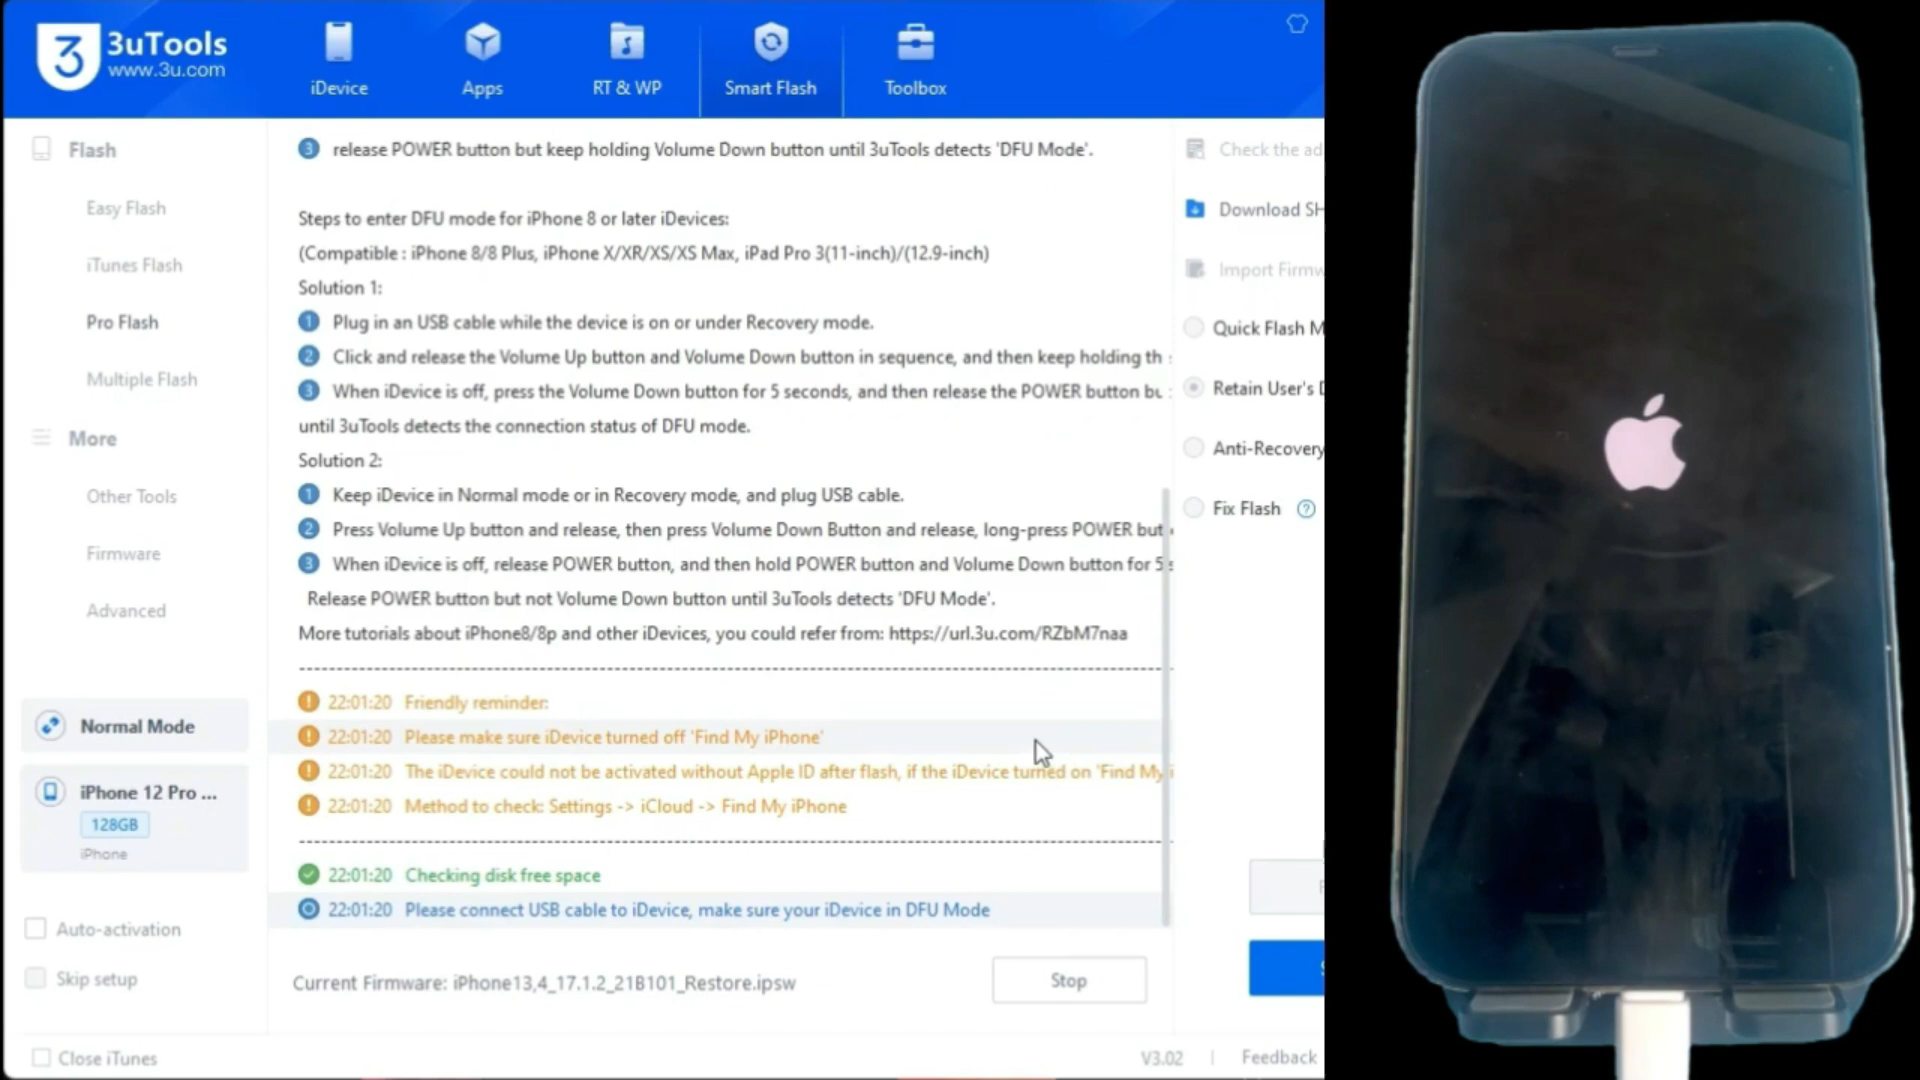 3 3uTools
www.3u.com
iDevice
Apps
RT & WP
Smart Flash
Toolbox
Flash
Easy Flash
iTunes Flash
Pro Flash
Multiple Flash
More
Other Tools
Firmware
Advanced
Normal Mode
iPhone 12 Pro ...
128GB
iPhone
Auto-activation
Skip setup
Close iTunes
3 release POWER button but keep holding Volume Down button until 3uTools detects 'DFU Mode'.
Steps to enter DFU mode for iPhone 8 or later iDevices:
(Compatible : iPhone 8/8 Plus, iPhone X/XR/XS/XS Max, iPad Pro 3(11-inch)/(12.9-inch)
Solution 1:
1 Plug in an USB cable while the device is on or under Recovery mode.
2 Click and release the Volume Up button and Volume Down button in sequence, and then keep holding th
3 When iDevice is off, press the Volume Down button for 5 seconds, and then release the POWER button bu
until 3uTools detects the connection status of DFU mode.
Solution 2:
1 Keep iDevice in Normal mode or in Recovery mode, and plug USB cable.
2 Press Volume Up button and release, then press Volume Down Button and release, long-press POWER but
3 When iDevice is off, release POWER button, and then hold POWER button and Volume Down button for 5
Release POWER button but not Volume Down button until 3uTools detects 'DFU Mode'.
More tutorials about iPhone8/8p and other iDevices, you could refer from: https://url.3u.com/RZbM7naa
22:01:20 Friendly reminder:
22:01:20 Please make sure iDevice turned off 'Find My iPhone'
22:01:20 The iDevice could not be activated without Apple ID after flash, if the iDevice turned on 'Find My i
22:01:20 Method to check: Settings -> iCloud -> Find My iPhone
22:01:20 Checking disk free space
22:01:20 Please connect USB cable to iDevice, make sure your iDevice in DFU Mode
Current Firmware: iPhone13,4_17.1.2_21B101_Restore.ipsw
Stop
Check the ad
Download SH
Import Firmw
Quick Flash M
Retain User's D
Anti-Recovery
Fix Flash ?
V3.02
Feedback